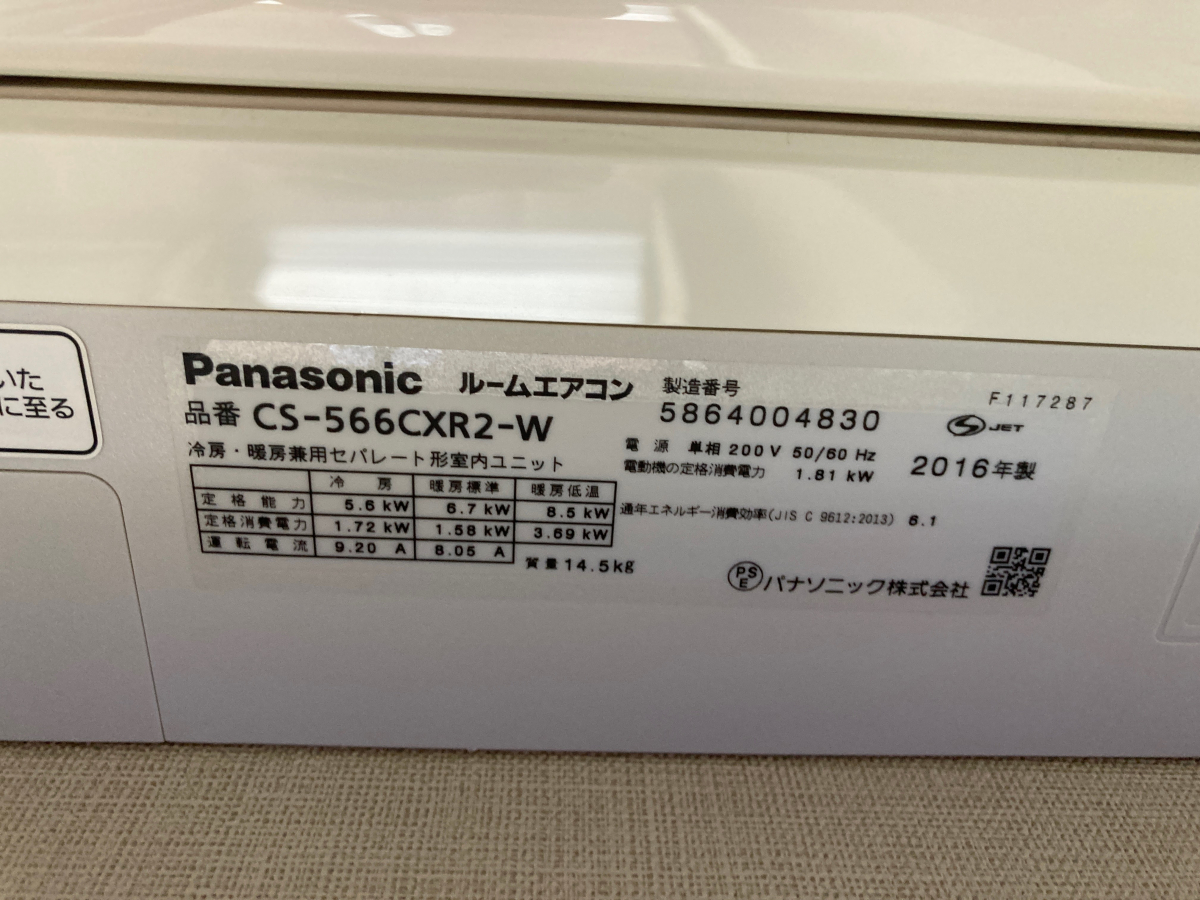 いた
に至る
Panasonic ルームエアコン
品番 CS-566CXR2-W
冷房・暖房兼用セパレート形室内ユニット
冷房 暖房標準 暖房低温
定格能力 5.6 kW 6.7 kW 8.5 kW
定格消費電力 1.72 kW 1.58 kW 3.69 kW
運転電流 9.20 A 8.05 A
質量 14.5kg
製造番号
5864004830
F117287
JET
電源 単相 200V 50/60 Hz
電動機の定格消費電力 1.81 kW
2016年製
通年エネルギー消費効率(JIS C 9612:2013) 6.1
PSE パナソニック株式会社